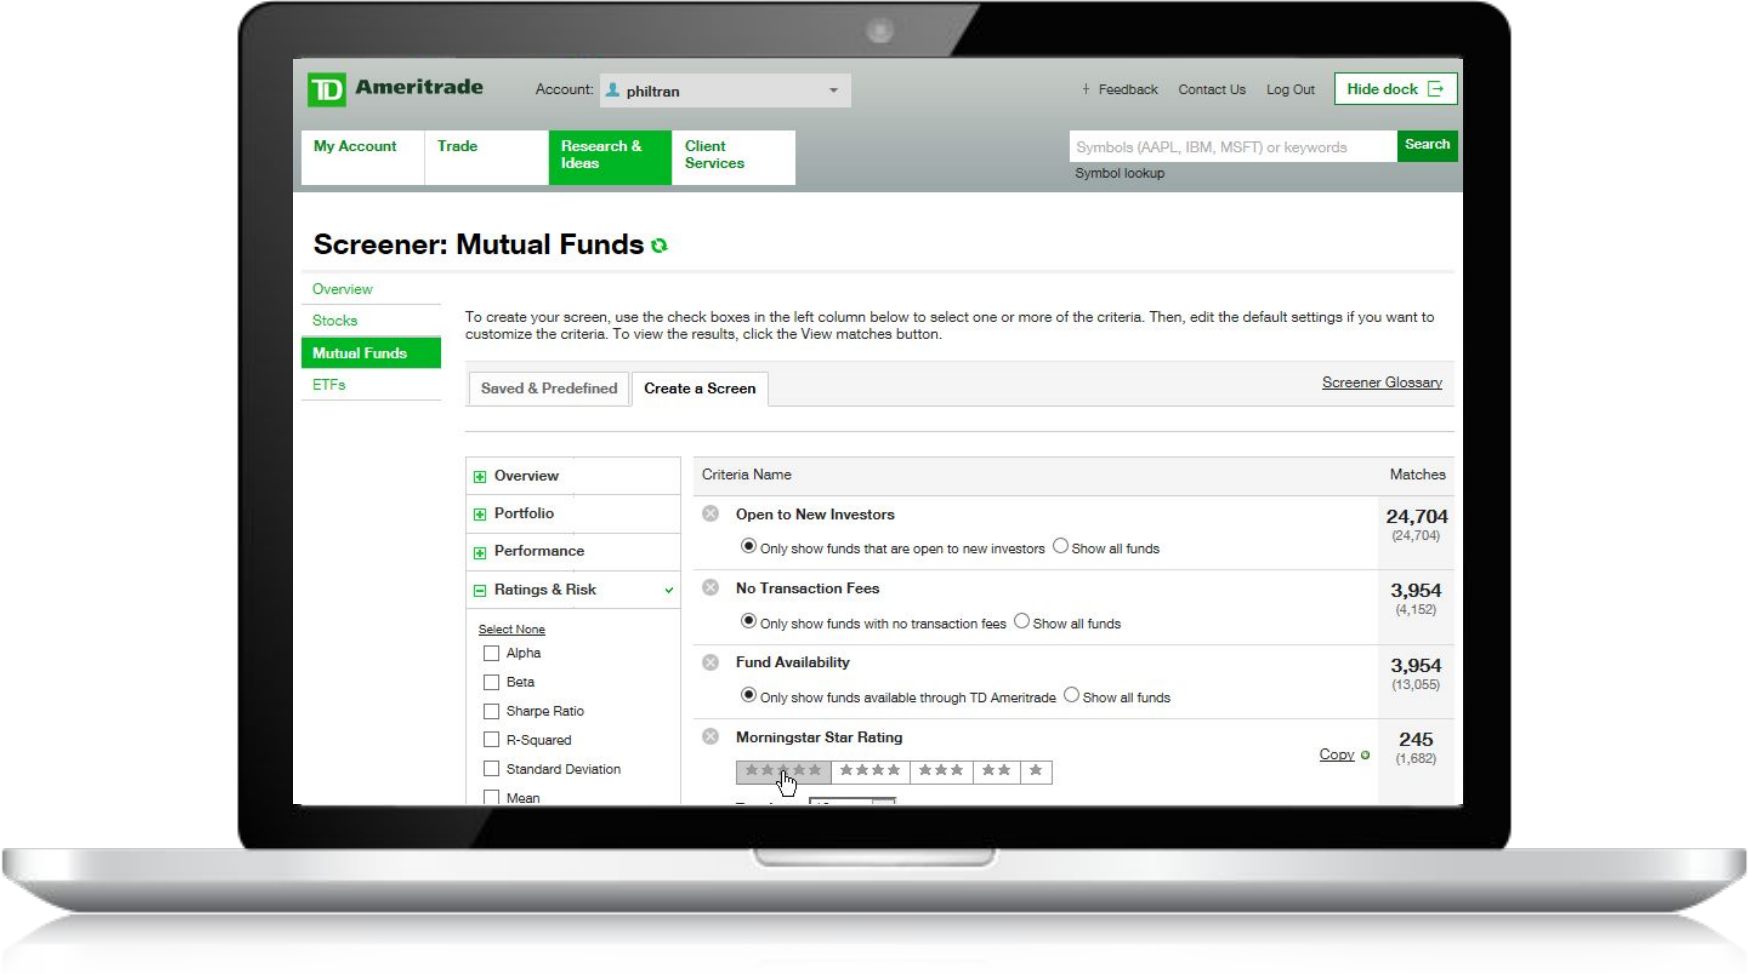 TD Ameritrade
Account: philtran
Feedback Contact Us Log Out Hide dock
My Account Trade Research & Ideas Client Services
Symbols (AAPL, IBM, MSFT) or keywords Search
Symbol lookup
Screener: Mutual Funds
Overview
Stocks
Mutual Funds
ETFs
To create your screen, use the check boxes in the left column below to select one or more of the criteria. Then, edit the default settings if you want to
customize the criteria. To view the results, click the View matches button.
Saved & Predefined Create a Screen Screener Glossary
Overview
Portfolio
Performance
Ratings & Risk
Select None
Alpha
Beta
Sharpe Ratio
R-Squared
Standard Deviation
Mean
Criteria Name Matches
Open to New Investors 24,704
(24,704)
Only show funds that are open to new investors Show all funds
No Transaction Fees 3,954
(4,152)
Only show funds with no transaction fees Show all funds
Fund Availability 3,954
(13,055)
Only show funds available through TD Ameritrade Show all funds
Morningstar Star Rating 245
Copy (1,682)